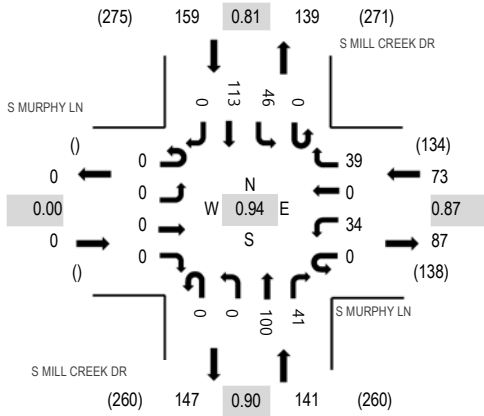 (275) 159 0.81 139 (271)
S MILL CREEK DR
S MURPHY LN
0 113 46 0
() 0 39 (134)
0 0 0 73
0.00 W N 0.94 E S 0.87
0 0 34 87
() 0 0 (138)
0 0 100 41
S MURPHY LN
S MILL CREEK DR
(260) 147 0.90 141 (260)